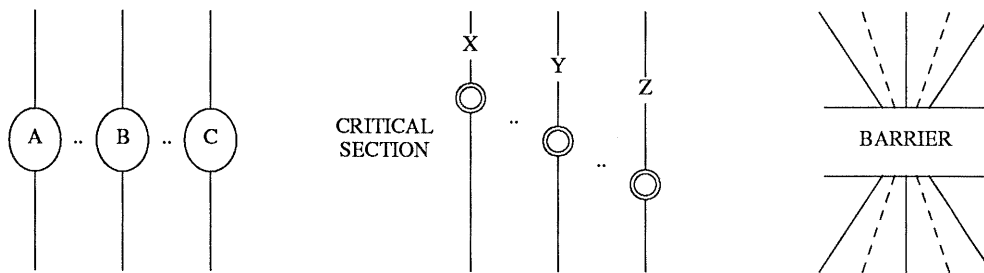 A .. B .. C
X
Y
Z
CRITICAL
SECTION
..
..
BARRIER